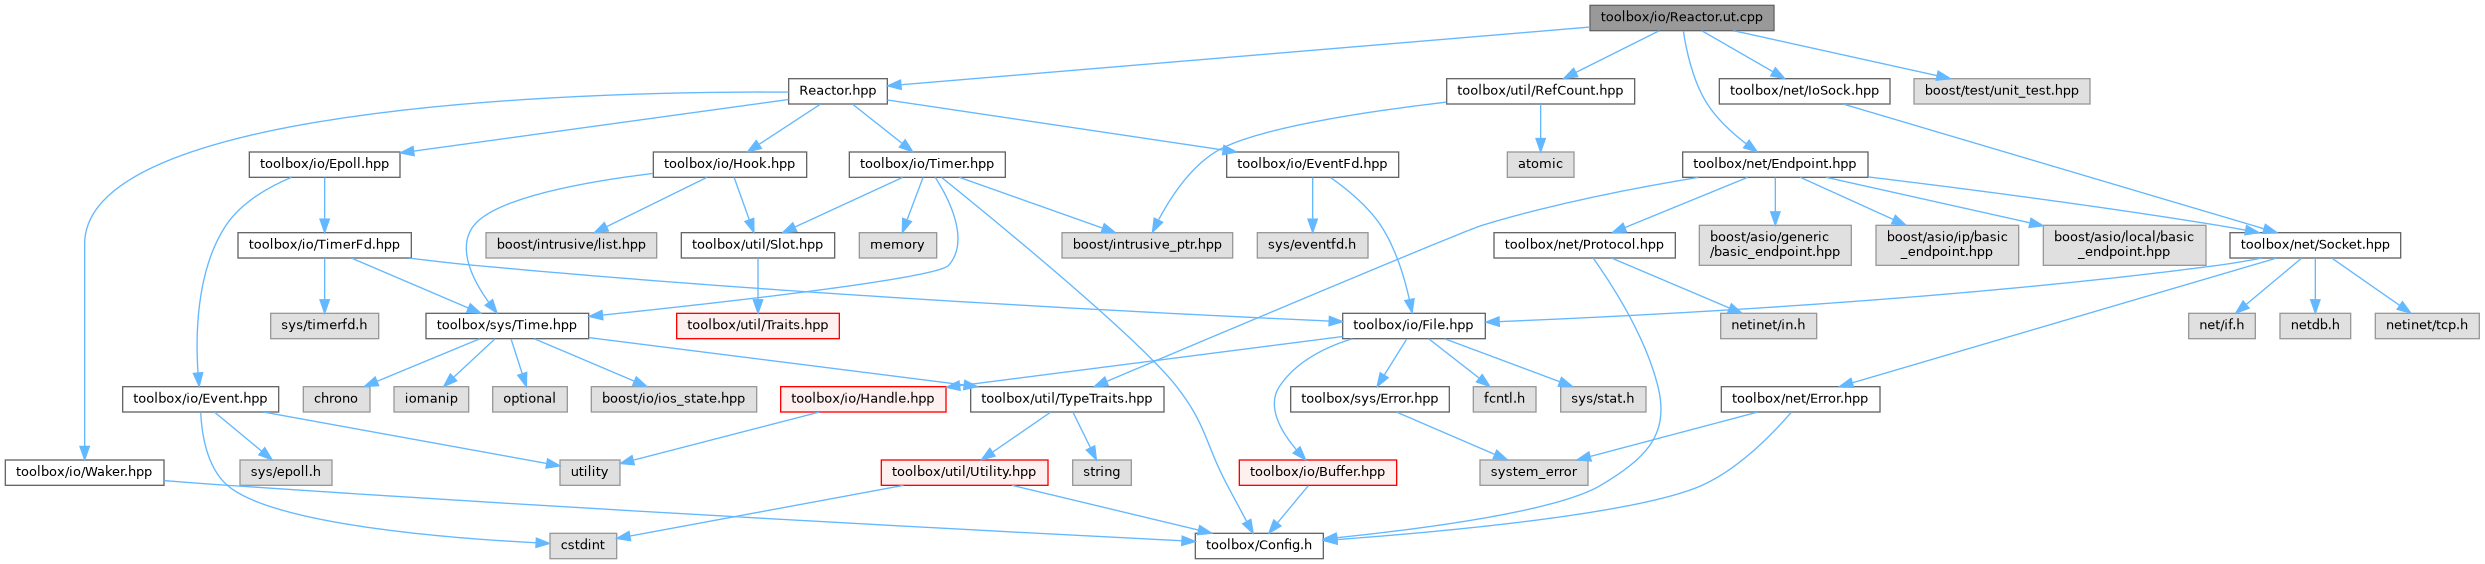 toolbox/io/Reactor.ut.cpp
Reactor.hpp
toolbox/util/RefCount.hpp
toolbox/net/IoSock.hpp
boost/test/unit_test.hpp
toolbox/io/Epoll.hpp
toolbox/io/Hook.hpp
toolbox/io/Timer.hpp
toolbox/io/EventFd.hpp
atomic
toolbox/net/Endpoint.hpp
toolbox/io/TimerFd.hpp
boost/intrusive/list.hpp
toolbox/util/Slot.hpp
memory
boost/intrusive_ptr.hpp
sys/eventfd.h
toolbox/net/Protocol.hpp
boost/asio/generic
/basic_endpoint.hpp
boost/asio/ip/basic
_endpoint.hpp
boost/asio/local/basic
_endpoint.hpp
toolbox/net/Socket.hpp
sys/timerfd.h
toolbox/sys/Time.hpp
toolbox/util/Traits.hpp
toolbox/io/File.hpp
netinet/in.h
net/if.h
netdb.h
netinet/tcp.h
toolbox/io/Event.hpp
chrono
iomanip
optional
boost/io/ios_state.hpp
toolbox/io/Handle.hpp
toolbox/util/TypeTraits.hpp
toolbox/sys/Error.hpp
fcntl.h
sys/stat.h
toolbox/net/Error.hpp
toolbox/io/Waker.hpp
sys/epoll.h
utility
toolbox/util/Utility.hpp
string
toolbox/io/Buffer.hpp
system_error
cstdint
toolbox/Config.h